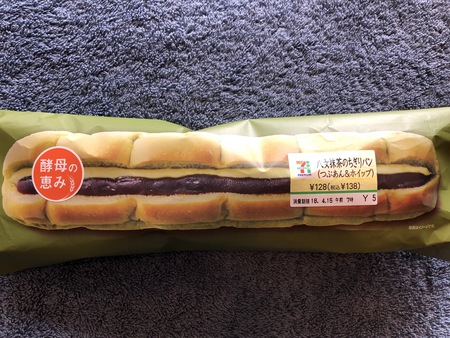 酵母の
恵み
八女抹茶のちぎりパン
(つぶあん&ホイップ)
¥128(税込¥138)
消費期限 18. 4.15 午前 7時 Y 5